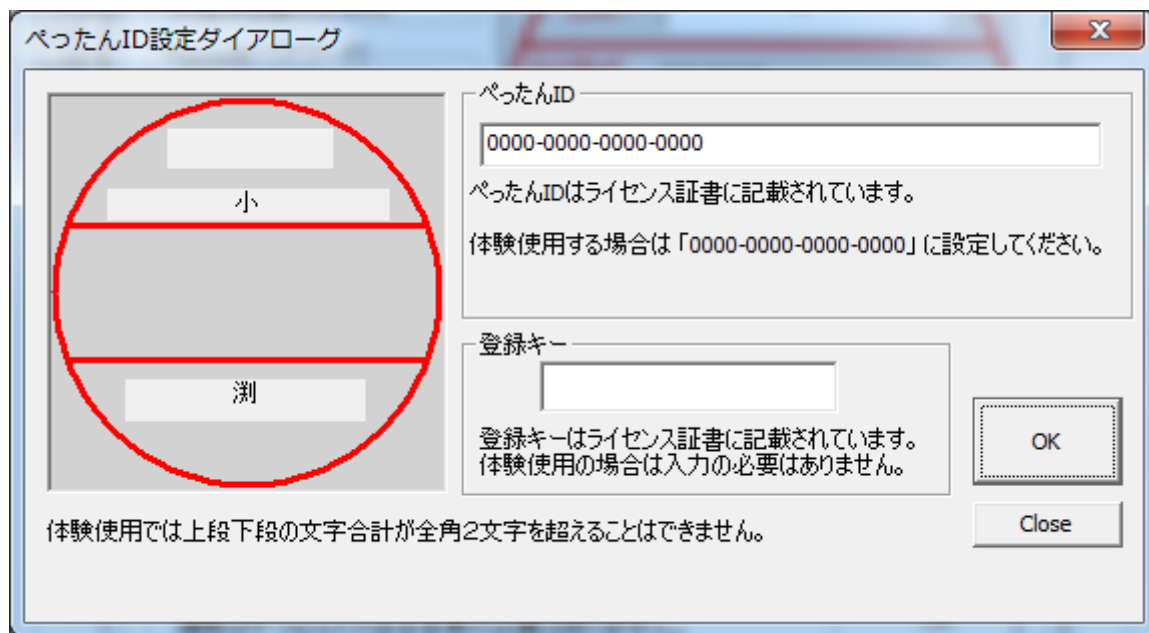 ぺったんID設定ダイアローグ
x
小
渕
ぺったんID
0000-0000-0000-0000
ぺったんIDはライセンス証書に記載されています。
体験使用する場合は「0000-0000-0000-0000」に設定してください。
登録キー
登録キーはライセンス証書に記載されています。
体験使用の場合は入力の必要はありません。
OK
Close
体験使用では上段下段の文字合計が全角2文字を超えることはできません。